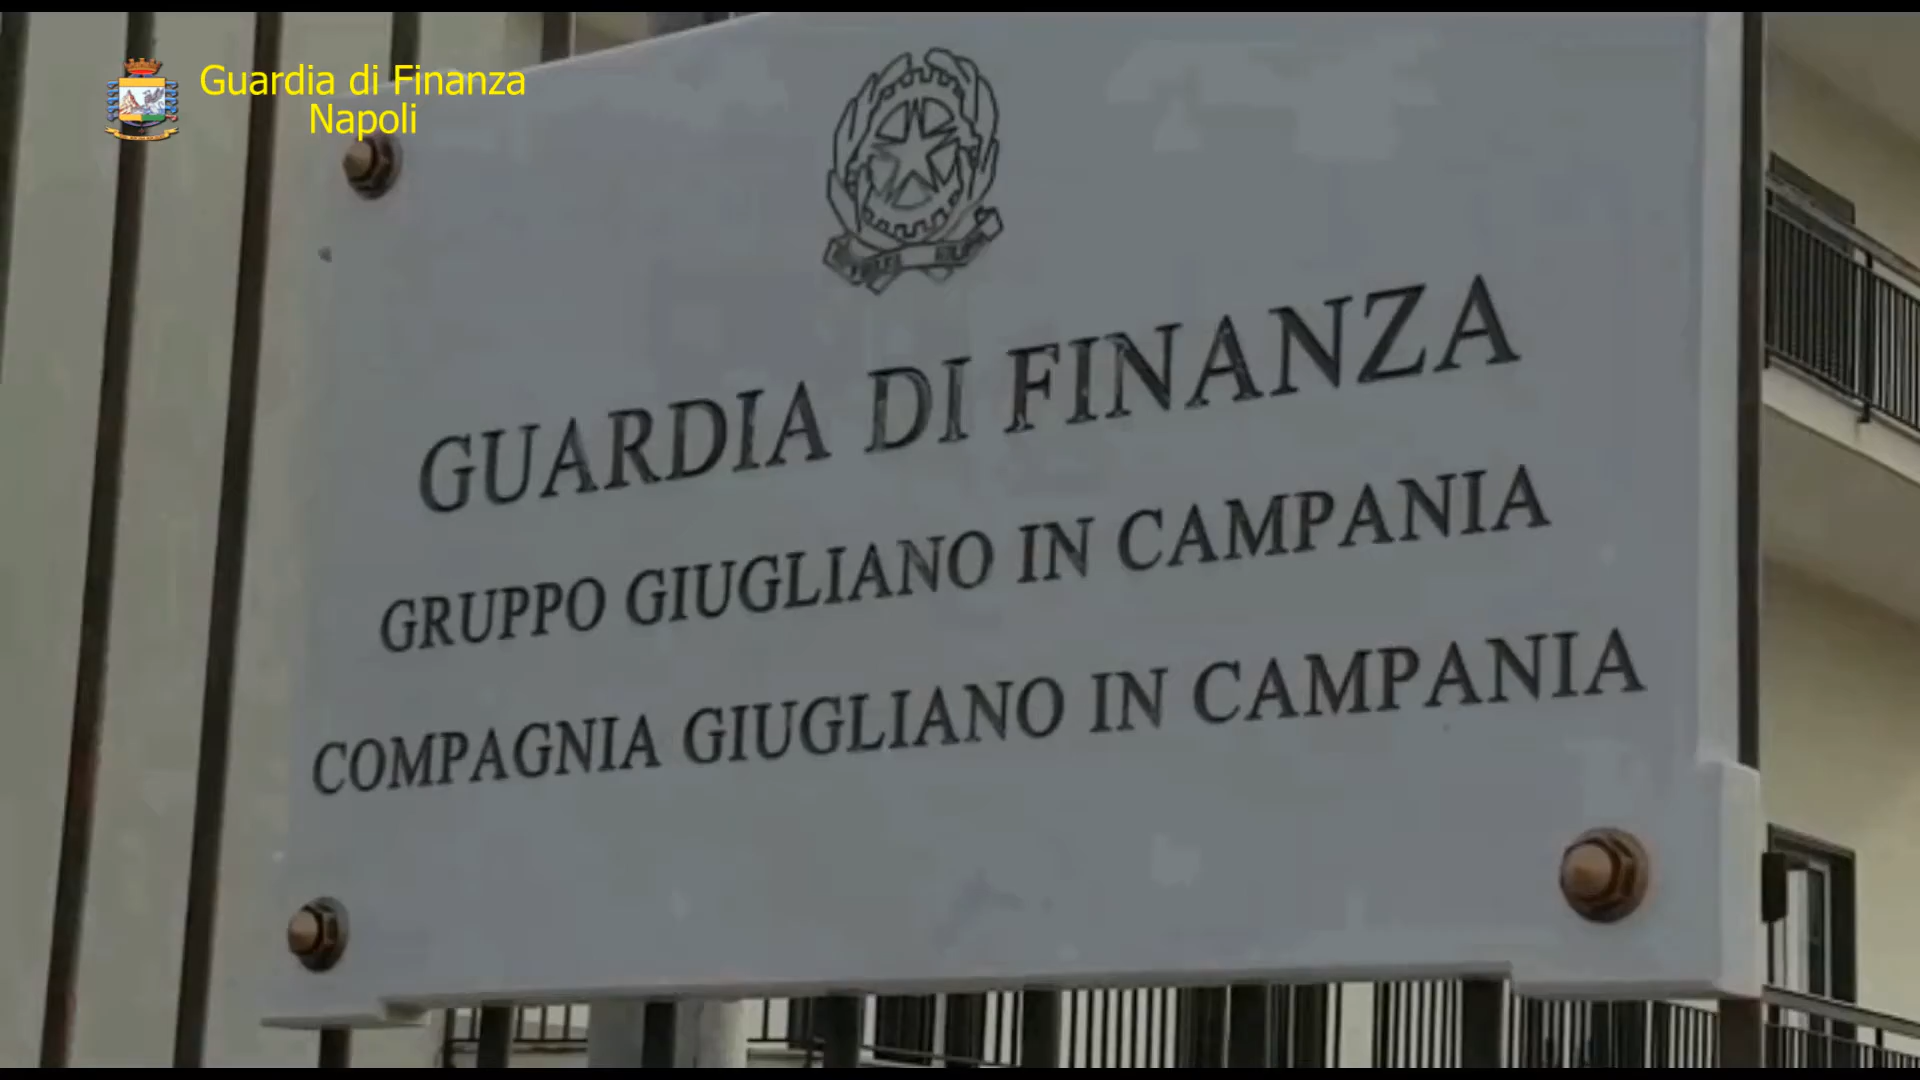 Guardia di Finanza
Napoli
GUARDIA DI FINANZA
GRUPPO GIUGLIANO IN CAMPANIA
COMPAGNIA GIUGLIANO IN CAMPANIA